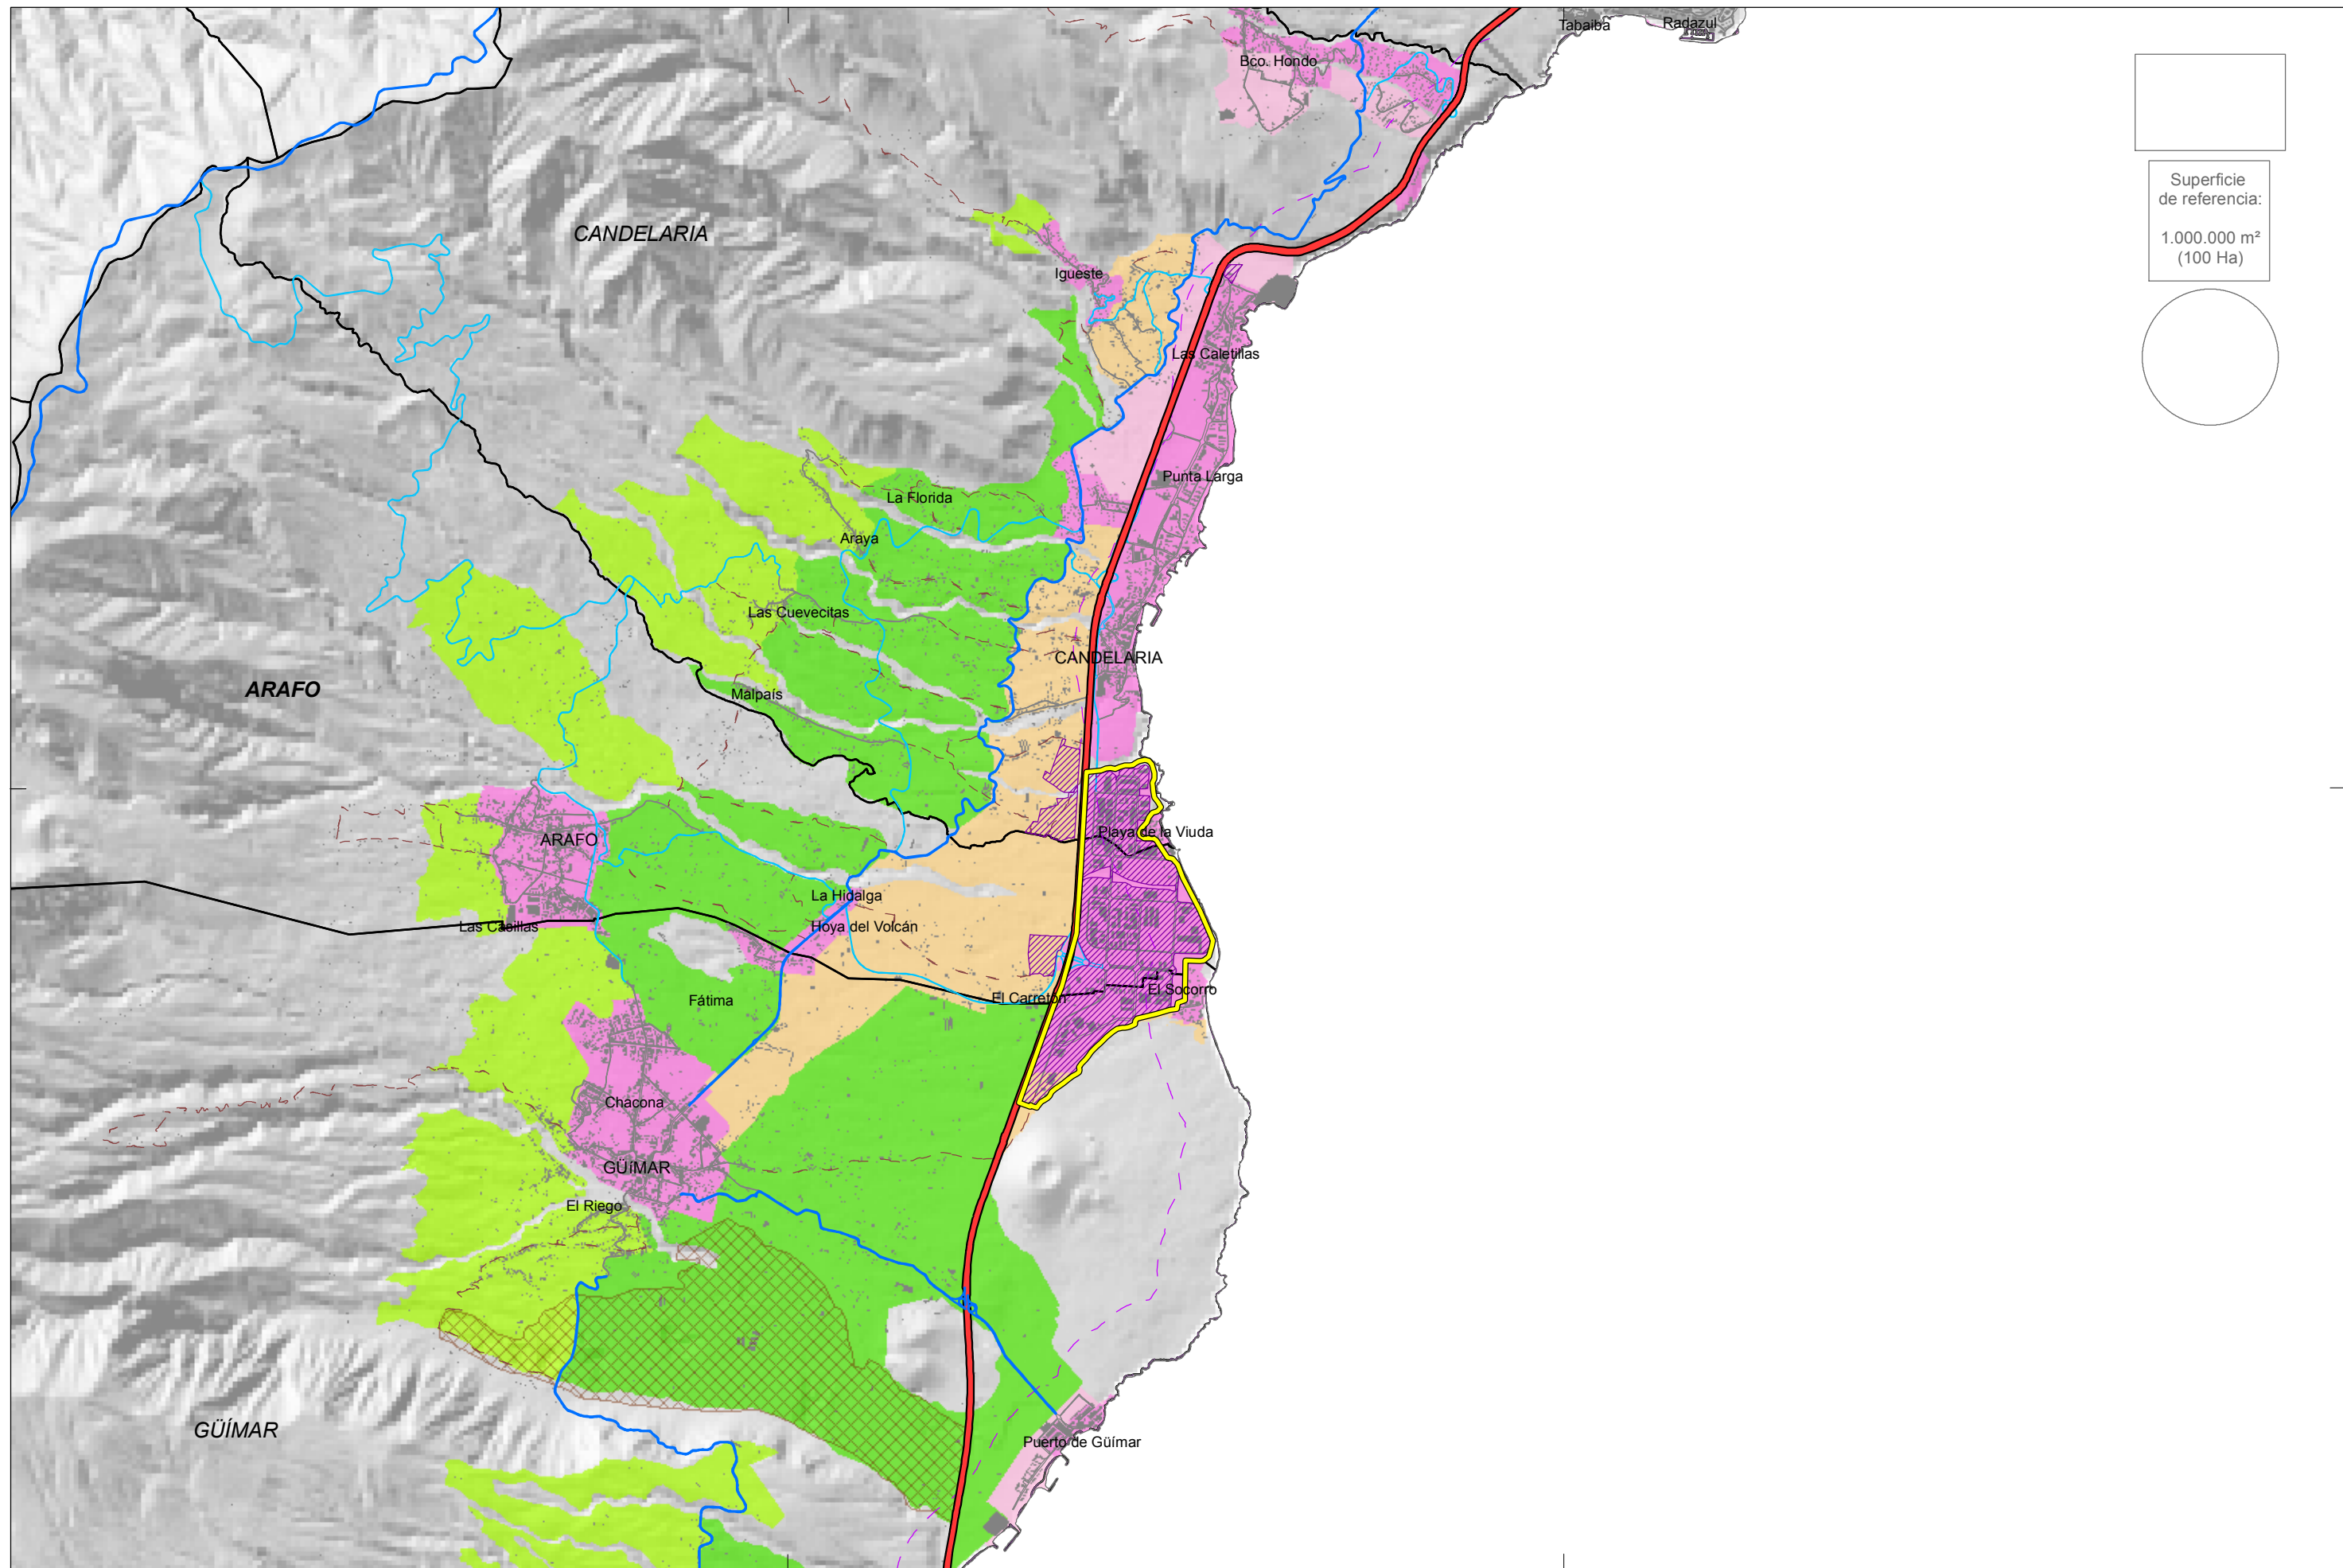 Tabaiba
Radazul
Bco. Hondo
Superficie
de referencia:
1.000.000 m²
(100 Ha)
CANDELARIA
Igueste
Las Caletillas
Punta Larga
La Florida
Araya
Las Cuevecitas
CANDELARIA
ARAFO
Malpaís
Playa de la Viuda
ARAFO
La Hidalga
Las Casillas
Hoya del Volcán
El Socorro
El Carretón
Fátima
Chacona
GÜíMAR
El Riego
GÜÍMAR
Puerto de Güímar